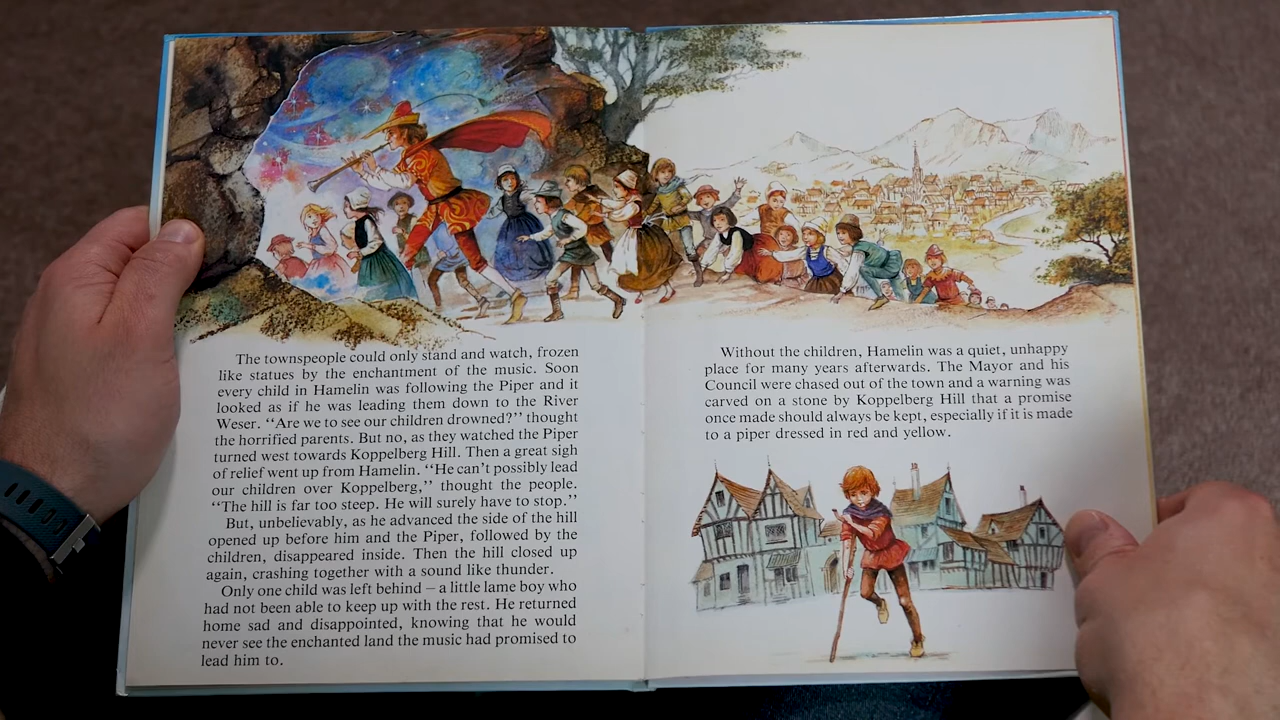 The townspeople could only stand and watch, frozen
like statues by the enchantment of the music. Soon
every child in Hamelin was following the Piper and it
looked as if he was leading them down to the River
Weser. “Are we to see our children drowned?” thought
the horrified parents. But no, as they watched the Piper
turned west towards Koppelberg Hill. Then a great sigh
of relief went up from Hamelin. “He can’t possibly lead
our children over Koppelberg,” thought the people.
“The hill is far too steep. He will surely have to stop.”
But, unbelievably, as he advanced the side of the hill
opened up before him and the Piper, followed by the
children, disappeared inside. Then the hill closed up
again, crashing together with a sound like thunder.
Only one child was left behind – a little lame boy who
had not been able to keep up with the rest. He returned
home sad and disappointed, knowing that he would
never see the enchanted land the music had promised to
lead him to.
Without the children, Hamelin was a quiet, unhappy
place for many years afterwards. The Mayor and his
Council were chased out of the town and a warning was
carved on a stone by Koppelberg Hill that a promise
once made should always be kept, especially if it is made
to a piper dressed in red and yellow.